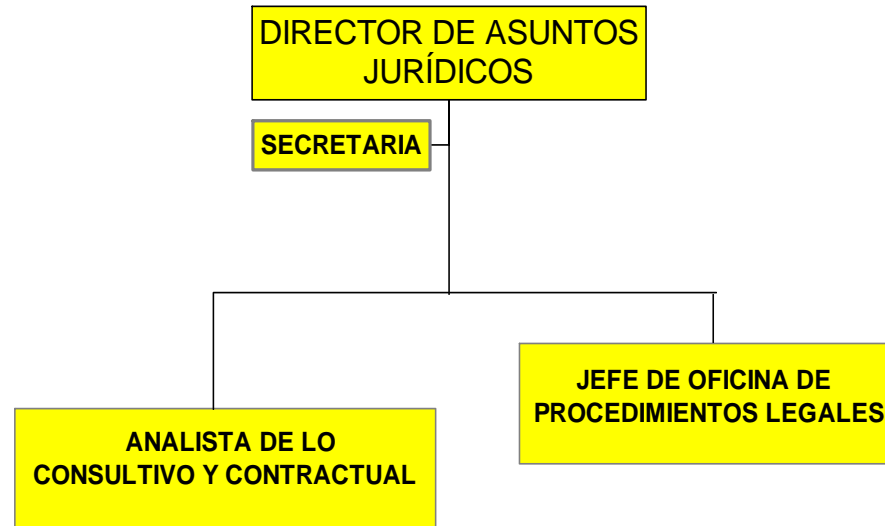 DIRECTOR DE ASUNTOS
JURÍDICOS
SECRETARIA
JEFE DE OFICINA DE
PROCEDIMIENTOS LEGALES
ANALISTA DE LO
CONSULTIVO Y CONTRACTUAL